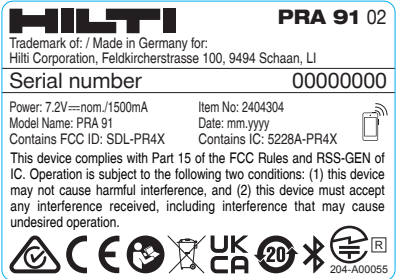 HILTI PRA 91 02
Trademark of: / Made in Germany for:
Hilti Corporation, Feldkircherstrasse 100, 9494 Schaan, LI
Serial number 00000000
Power: 7.2V⎓nom./1500mA Item No: 2404304
Model Name: PRA 91 Date: mm.yyyy
Contains FCC ID: SDL-PR4X Contains IC: 5228A-PR4X
This device complies with Part 15 of the FCC Rules and RSS-GEN of
IC. Operation is subject to the following two conditions: (1) this device
may not cause harmful interference, and (2) this device must accept
any interference received, including interference that may cause
undesired operation.
CE UK CA 20 R
204-A00055